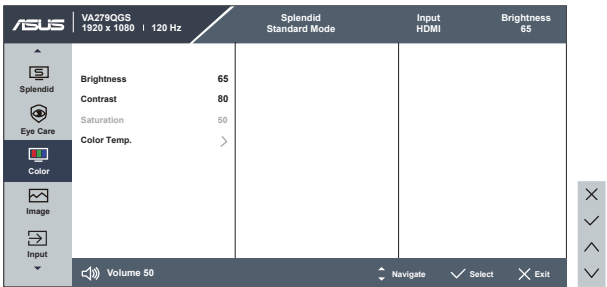 ASUS
VA279QGS
1920 x 1080 | 120 Hz
Splendid
Standard Mode
Input
HDMI
Brightness
65
Splendid
Eye Care
Color
Image
Input
Brightness 65
Contrast 80
Saturation 50
Color Temp.
Volume 50
Navigate
Select
Exit